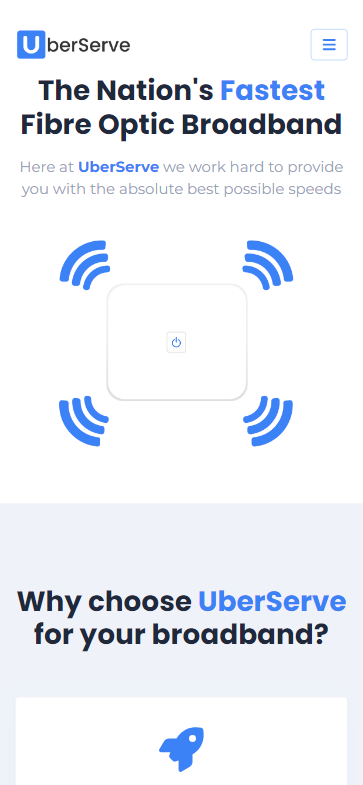 UberServe
The Nation's Fastest
Fibre Optic Broadband
Here at UberServe we work hard to provide
you with the absolute best possible speeds
Why choose UberServe
for your broadband?